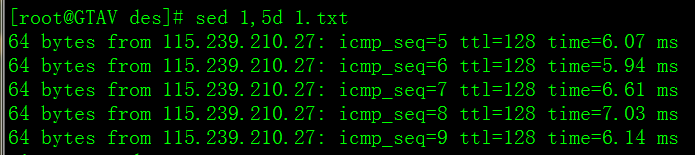 [root@GTAV des]# sed 1,5d 1.txt
64 bytes from 115.239.210.27: icmp_seq=5 ttl=128 time=6.07 ms
64 bytes from 115.239.210.27: icmp_seq=6 ttl=128 time=5.94 ms
64 bytes from 115.239.210.27: icmp_seq=7 ttl=128 time=6.61 ms
64 bytes from 115.239.210.27: icmp_seq=8 ttl=128 time=7.03 ms
64 bytes from 115.239.210.27: icmp_seq=9 ttl=128 time=6.14 ms